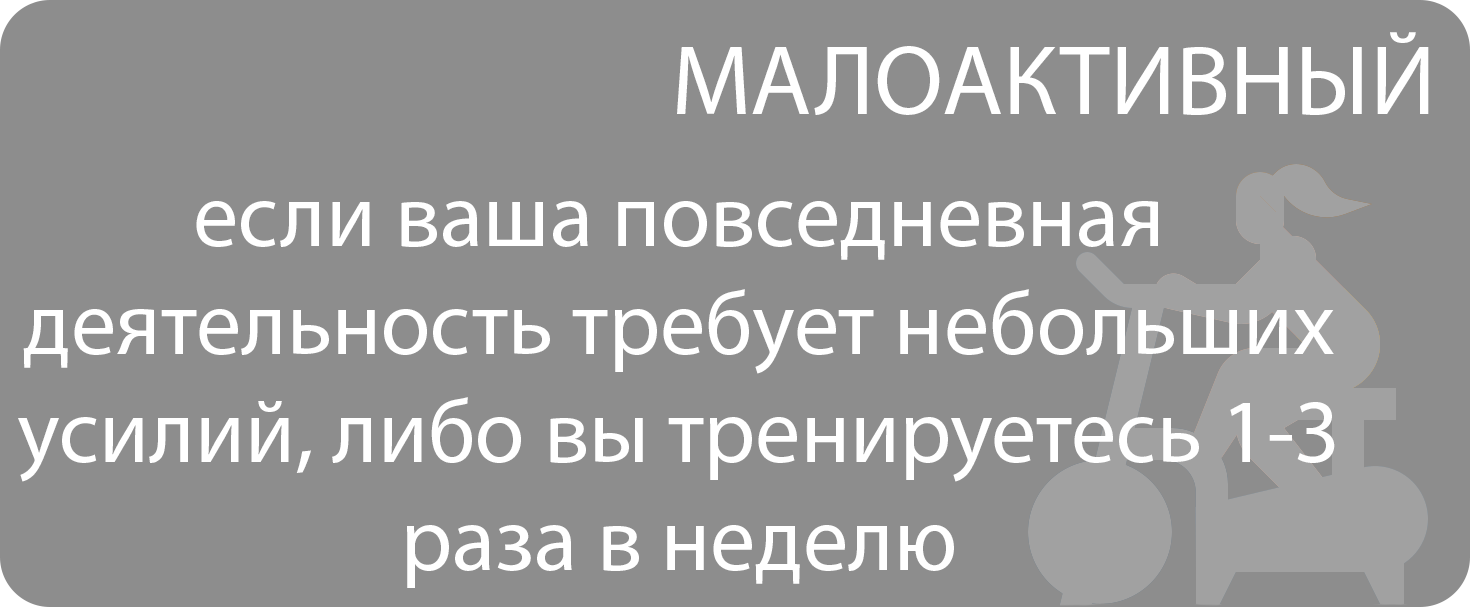 МАЛОАКТИВНЫЙ
если ваша повседневная
деятельность требует небольших
усилий, либо вы тренируетесь 1-3
раза в неделю